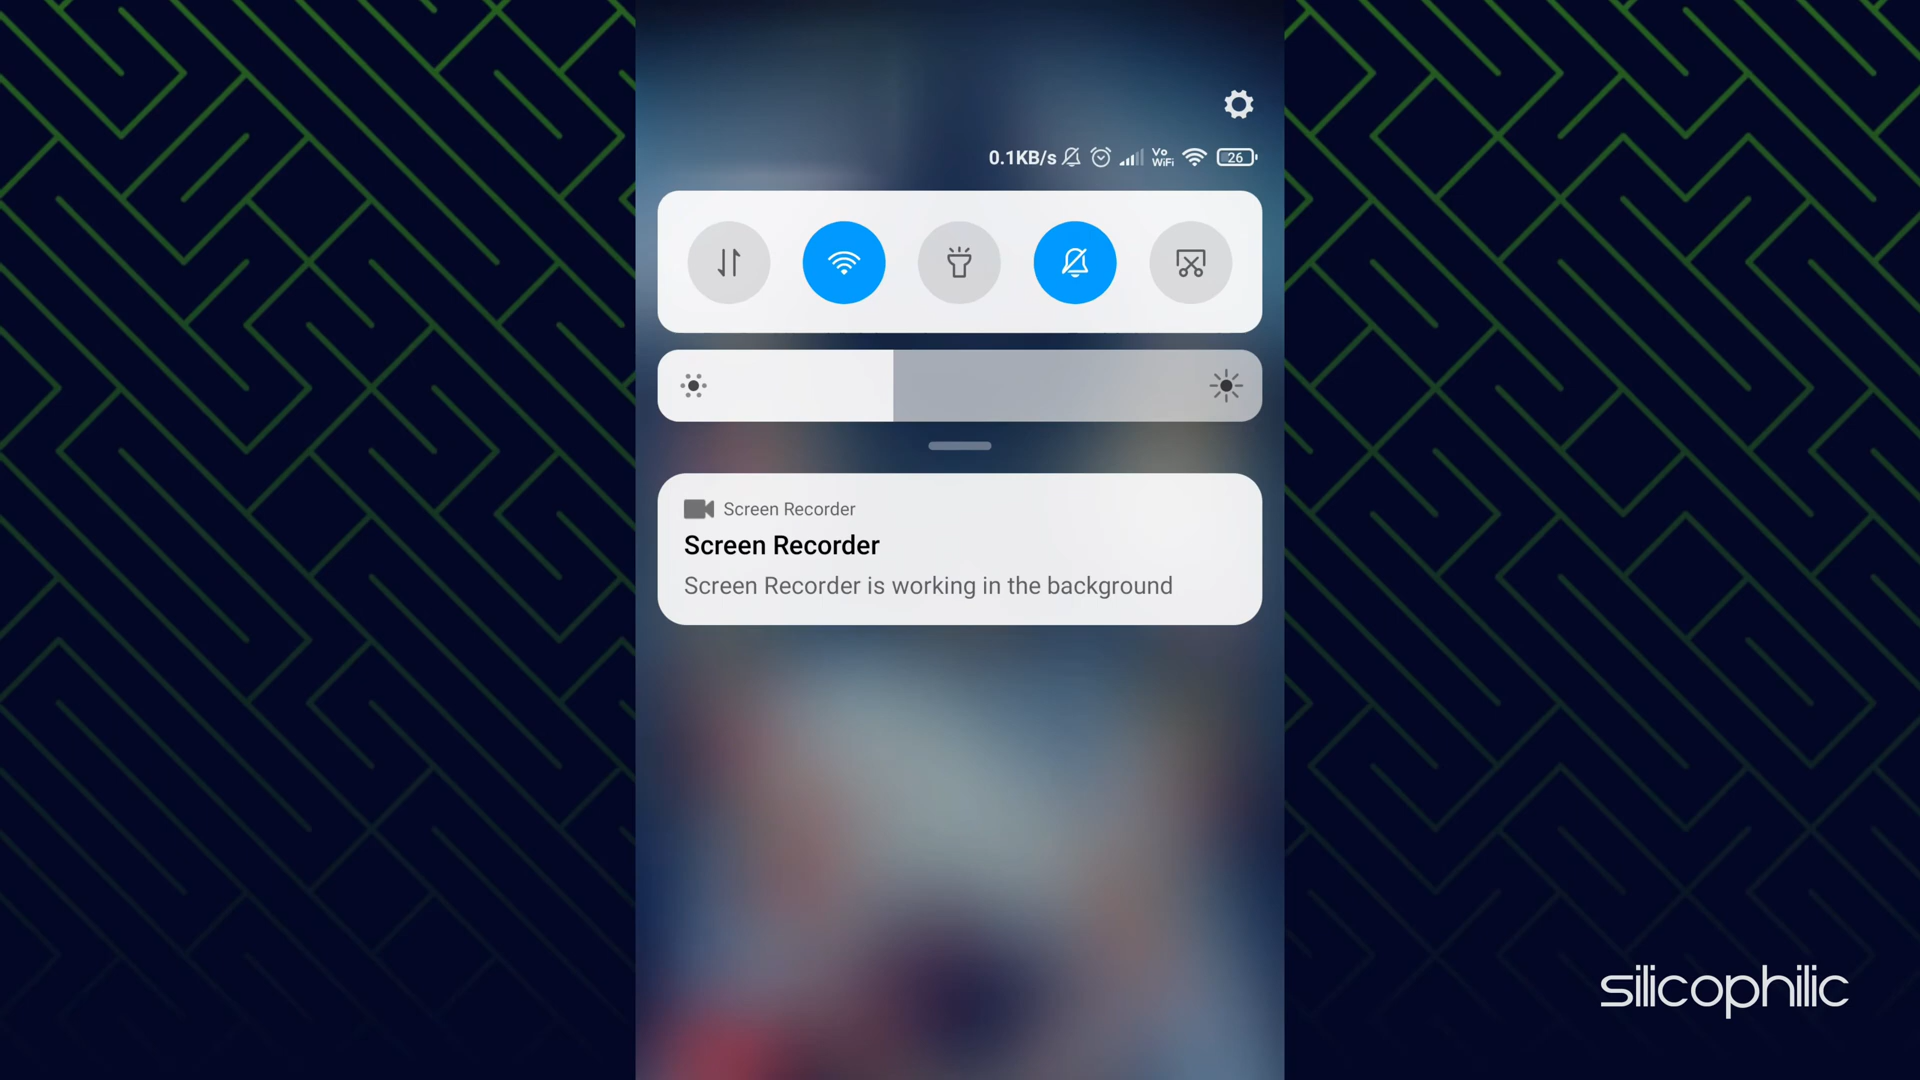 0.1KB/s Vo WiFi 26
Screen Recorder
Screen Recorder
Screen Recorder is working in the background
silicophilic